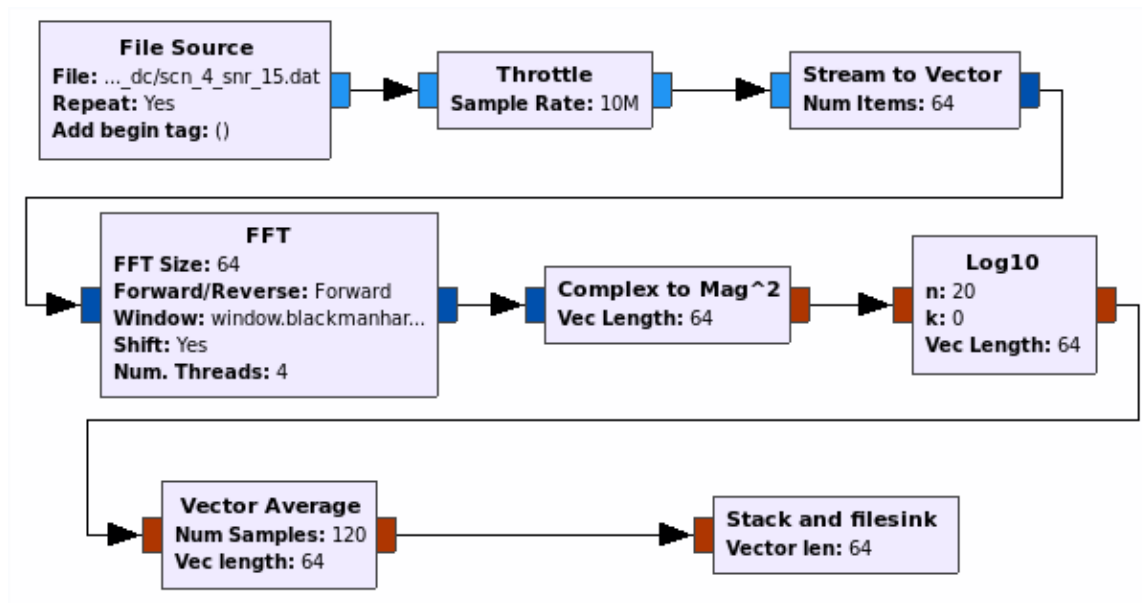 File Source
File: ..._dc/scn_4_snr_15.dat
Repeat: Yes
Add begin tag: ()
Throttle
Sample Rate: 10M
Stream to Vector
Num Items: 64
FFT
FFT Size: 64
Forward/Reverse: Forward
Window: window.blackmanhar...
Shift: Yes
Num. Threads: 4
Complex to Mag^2
Vec Length: 64
Log10
n: 20
k: 0
Vec Length: 64
Vector Average
Num Samples: 120
Vec length: 64
Stack and filesink
Vector len: 64